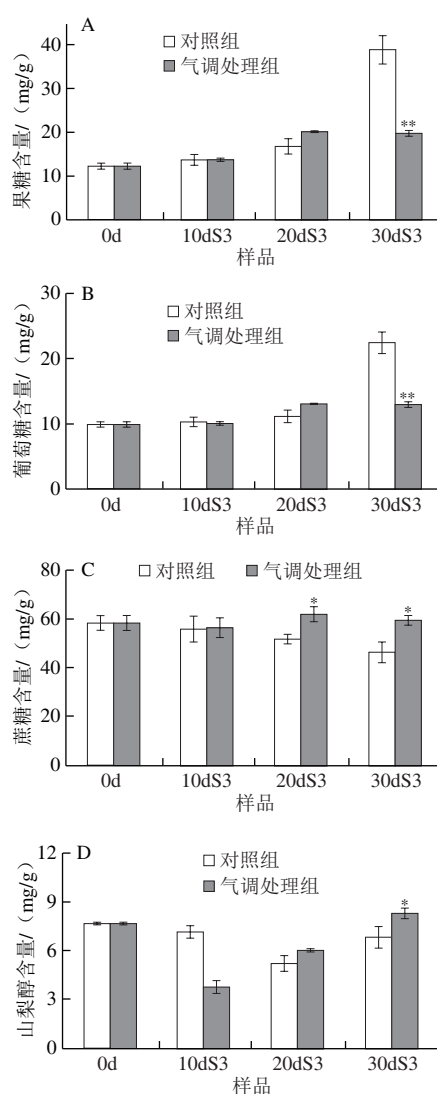 A
对照组
气调处理组
果糖含量/（mg/g）
40
30
20
10
0
**
0d 10dS3 20dS3 30dS3
样品
B
对照组
气调处理组
葡萄糖含量/（mg/g）
30
20
10
0
**
0d 10dS3 20dS3 30dS3
样品
C 对照组 气调处理组
蔗糖含量/（mg/g）
80
60
40
20
0
* *
0d 10dS3 20dS3 30dS3
样品
D
对照组
气调处理组
山梨醇含量/（mg/g）
12
9
6
3
0
*
0d 10dS3 20dS3 30dS3
样品